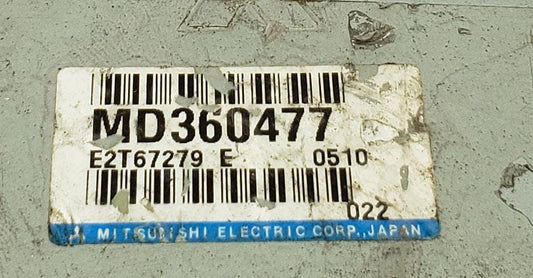 MD360477
E2T67279 E 0510
022
MITSUBISHI ELECTRIC CORP., JAPAN